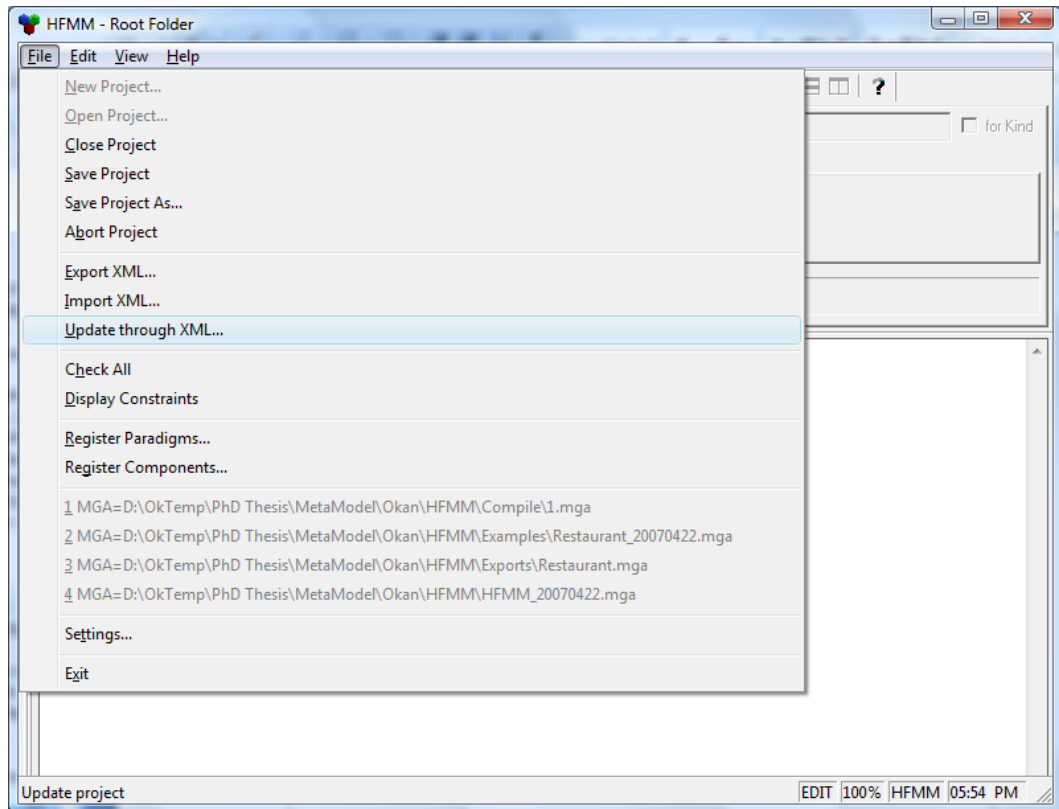 HFMM - Root Folder
File Edit View Help
New Project...
Open Project...
for Kind
Close Project
Save Project
Save Project As...
Abort Project
Export XML...
Import XML...
Update through XML...
Check All
Display Constraints
Register Paradigms...
Register Components...
1 MGA=D:\OkTemp\PhD Thesis\MetaModel\Okan\HFMM\Compile\1.mga
2 MGA=D:\OkTemp\PhD Thesis\MetaModel\Okan\HFMM\Examples\Restaurant_20070422.mga
3 MGA=D:\OkTemp\PhD Thesis\MetaModel\Okan\HFMM\Exports\Restaurant.mga
4 MGA=D:\OkTemp\PhD Thesis\MetaModel\Okan\HFMM\HFMM_20070422.mga
Settings...
Exit
Update project EDIT 100% HFMM 05:54 PM